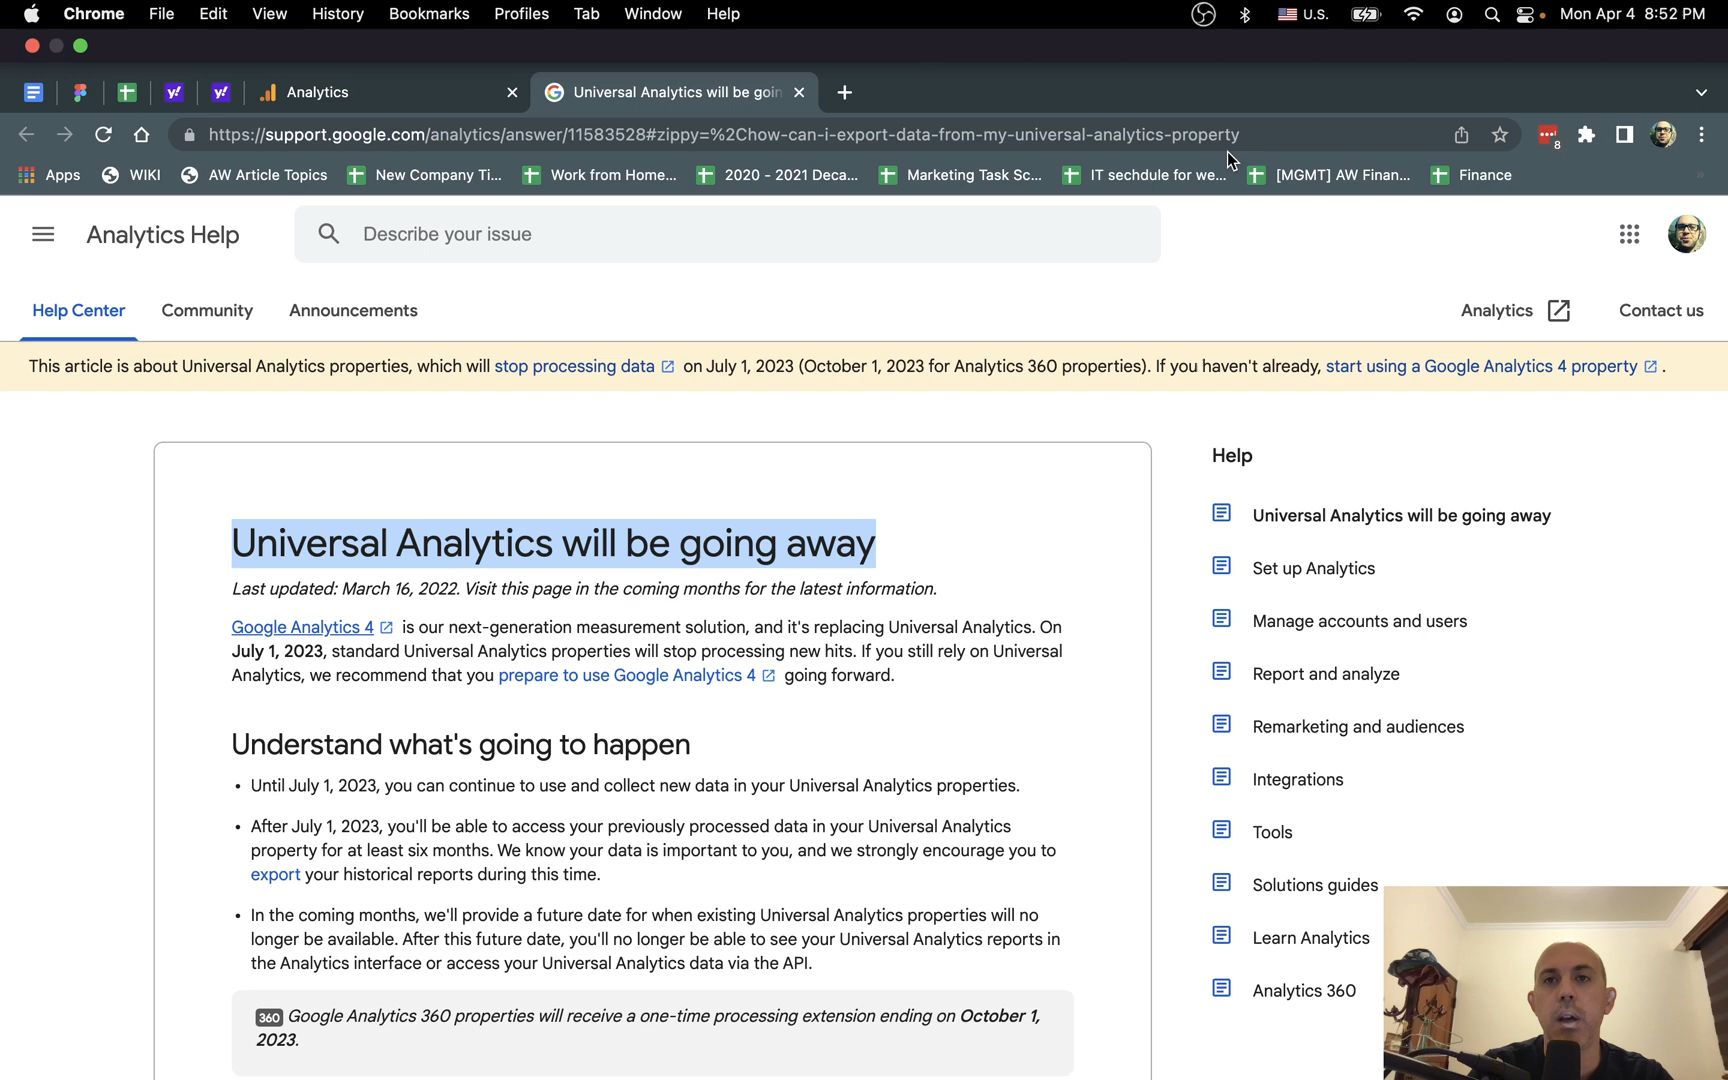 Chrome File Edit View History Bookmarks Profiles Tab Window Help U.S. Mon Apr 4 8:52 PM
Analytics Universal Analytics will be goin
https://support.google.com/analytics/answer/11583528#zippy=%2Chow-can-i-export-data-from-my-universal-analytics-property 8
Apps WIKI AW Article Topics New Company Ti... Work from Home... 2020 - 2021 Deca... Marketing Task Sc... IT sechdule for we... [MGMT] AW Finan... Finance
Analytics Help Describe your issue
Help Center Community Announcements Analytics Contact us
This article is about Universal Analytics properties, which will stop processing data on July 1, 2023 (October 1, 2023 for Analytics 360 properties). If you haven't already, start using a Google Analytics 4 property .
Universal Analytics will be going away
Last updated: March 16, 2022. Visit this page in the coming months for the latest information.
Google Analytics 4 is our next-generation measurement solution, and it's replacing Universal Analytics. On
July 1, 2023, standard Universal Analytics properties will stop processing new hits. If you still rely on Universal
Analytics, we recommend that you prepare to use Google Analytics 4 going forward.
Understand what's going to happen
• Until July 1, 2023, you can continue to use and collect new data in your Universal Analytics properties.
• After July 1, 2023, you'll be able to access your previously processed data in your Universal Analytics
property for at least six months. We know your data is important to you, and we strongly encourage you to
export your historical reports during this time.
• In the coming months, we'll provide a future date for when existing Universal Analytics properties will no
longer be available. After this future date, you'll no longer be able to see your Universal Analytics reports in
the Analytics interface or access your Universal Analytics data via the API.
360 Google Analytics 360 properties will receive a one-time processing extension ending on October 1,
2023.
Help
Universal Analytics will be going away
Set up Analytics
Manage accounts and users
Report and analyze
Remarketing and audiences
Integrations
Tools
Solutions guides
Learn Analytics
Analytics 360